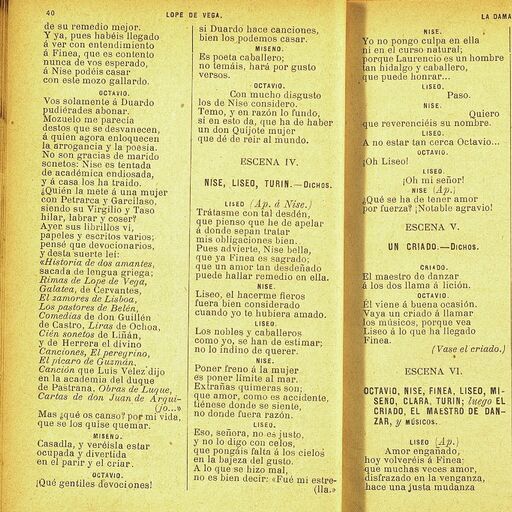 40
LOPE DE VEGA.
de su remedio mejor.
Y ya, pues habéis llegado
á ver con entendimiento
á Finea, que es contento
nunca de vos esperado,
á Nise podéis casar
con este mozo gallardo.
OCTAVIO.
Vos solamente á Duardo
pudiérades abonar.
Mozuelo me parecía
destos que se desvanecen,
á quien agora enloquecen
la arrogancia y la poesía.
No son gracias de marido
sonetos: Nise es tentada
de académica endiosada,
y á casa los ha traído.
¿Quién la mete á una mujer
con Petrarca y Garcilaso,
siendo su Virgilio y Taso
hilar, labrar y coser?
Ayer sus librillos vi,
papeles y escritos varios;
pensé que devocionarios,
y desta suerte leí:
«Historia de dos amantes,
sacada de lengua griega;
Rimas de Lope de Vega,
Galatea, de Cervantes,
El zamores de Lisboa,
Los pastores de Belén,
Comedias de don Guillén
de Castro, Liras de Ochoa,
Cién sonetos de Liñán,
y de Herrera el divino
Canciones, El peregrino,
El pícaro de Guzmán,
Canción que Luis Vélez dijo
en la academia del duque
de Pastrana. Obras de Luque,
Cartas de don Juan de Arqui-
(jo...»
Mas ¿qué os canso? por mi vida,
que se los quise quemar.
MISENO.
Casadla, y veréisla estar
ocupada y divertida
en el parir y el criar.
OCTAVIO.
¡Qué gentiles devociones!
si Duardo hace canciones,
bien los podemos casar.
MISENO.
Es poeta caballero;
no temáis, hará por gusto
versos.
OCTAVIO.
Con mucho disgusto
los de Nise considero.
Temo, y en razón lo fundo,
si en esto da, que ha de haber
un don Quijote mujer
que dé de reir al mundo.
ESCENA IV.
NISE, LISEO, TURIN.—DICHOS.
LISEO (Ap. á Nise.)
Trátasme con tal desdén,
que pienso que he de apelar
á donde sepan tratar
mis obligaciones bien.
Pues advierte, Nise bella,
que ya Finea es sagrado;
que un amor tan desdeñado
puede hallar remedio en ella.
NISE.
Liseo, el hacerme fieros
fuera bien considerado
cuando yo te hubiera amado.
LISEO.
Los nobles y caballeros
como yo, se han de estimar;
no lo indino de querer.
NISE.
Poner freno á la mujer
es poner límite al mar.
Extrañas quimeras son;
que amor, como es accidente,
tiénese donde se siente,
no donde fuera razón.
LISEO.
Eso, señora, no es justo,
y no lo digo con celos,
que pongáis falta á los cielos
en la bajeza del gusto.
A lo que se hizo mal,
no es bien decir: «Fué mi estre-
(lla.»
LA DAMA
NISE.
Yo no pongo culpa en ella
ni en el curso natural;
porque Laurencio es un hombre
tan hidalgo y caballero,
que puede honrar...
LISEO.
Paso.
NISE.
Quiero
que reverenciéis su nombre.
LISEO.
A no estar tan cerca Octavio...
OCTAVIO.
¡Oh Liseo!
LISEO.
¡Oh mi señor!
NISE (Ap.)
¿Qué se ha de tener amor
por fuerza? ¡Notable agravio!
ESCENA V.
UN CRIADO.—DICHOS.
CRIADO.
El maestro de danzar
á los dos llama á lición.
OCTAVIO.
Él viene á buena ocasión.
Vaya un criado á llamar
los músicos, porque vea
Liseo á lo que ha llegado
Finea.
(Vase el criado.)
ESCENA VI.
OCTAVIO, NISE, FINEA, LISEO, MI-
SENO, CLARA, TURIN; luego EL
CRIADO, EL MAESTRO DE DAN-
ZAR, y MÚSICOS.
LISEO (Ap.)
Amor engañado,
hoy volveréis á Finea;
que muchas veces amor,
disfrazado en la venganza,
hace una justa mudanza